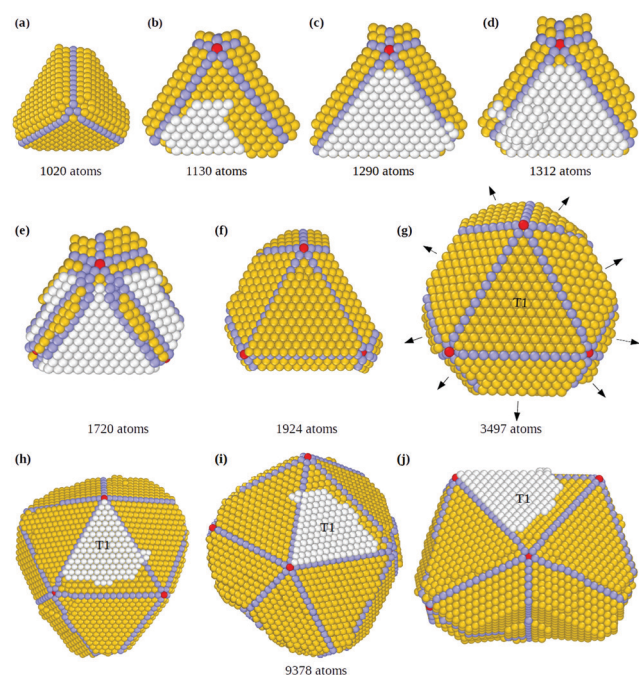 (a)
(b)
(c)
(d)
1020 atoms
1130 atoms
1290 atoms
1312 atoms
(e)
(f)
(g)
T1
1720 atoms
1924 atoms
3497 atoms
(h)
(i)
(j)
T1
T1
T1
9378 atoms